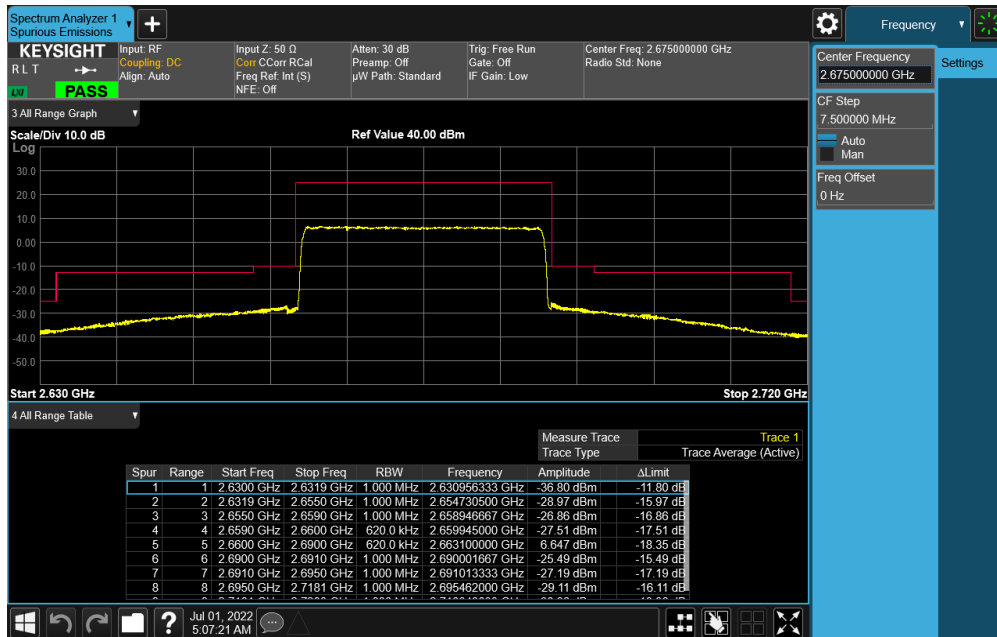 Spectrum Analyzer 1
Spurious Emissions
Frequency
KEYSIGHT
R L T
LXI
PASS
Input: RF
Coupling: DC
Align: Auto
Input Z: 50 Ω
Corr CCorr RCal
Freq Ref: Int (S)
NFE: Off
Atten: 30 dB
Preamp: Off
µW Path: Standard
Trig: Free Run
Gate: Off
IF Gain: Low
Center Freq: 2.675000000 GHz
Radio Std: None
Center Frequency
2.675000000 GHz
Settings
CF Step
7.500000 MHz
Auto
Man
Freq Offset
0 Hz
3 All Range Graph
Scale/Div 10.0 dB
Ref Value 40.00 dBm
Log
30.0
20.0
10.0
0.00
-10.0
-20.0
-30.0
-40.0
-50.0
Start 2.630 GHz
Stop 2.720 GHz
4 All Range Table
Measure Trace Trace 1
Trace Type Trace Average (Active)
Spur Range Start Freq Stop Freq RBW Frequency Amplitude ΔLimit
1 1 2.6300 GHz 2.6319 GHz 1.000 MHz 2.630956333 GHz -36.80 dBm -11.80 dB
2 2 2.6319 GHz 2.6550 GHz 1.000 MHz 2.654730500 GHz -28.97 dBm -15.97 dB
3 3 2.6550 GHz 2.6590 GHz 1.000 MHz 2.658946667 GHz -26.86 dBm -16.86 dB
4 4 2.6590 GHz 2.6600 GHz 620.0 kHz 2.659945000 GHz -27.51 dBm -17.51 dB
5 5 2.6600 GHz 2.6900 GHz 620.0 kHz 2.663100000 GHz 6.647 dBm -18.35 dB
6 6 2.6900 GHz 2.6910 GHz 1.000 MHz 2.690001667 GHz -25.49 dBm -15.49 dB
7 7 2.6910 GHz 2.6950 GHz 1.000 MHz 2.691013333 GHz -27.19 dBm -17.19 dB
8 8 2.6950 GHz 2.7181 GHz 1.000 MHz 2.695462000 GHz -29.11 dBm -16.11 dB
Jul 01, 2022
5:07:21 AM